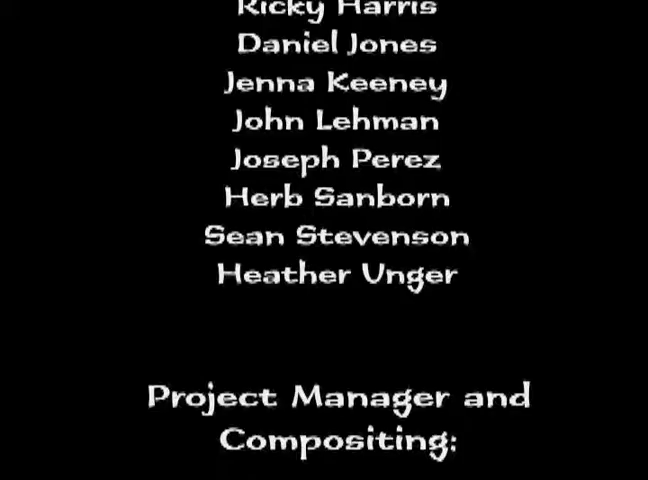 Ricky Harris
Daniel Jones
Jenna Keeney
John Lehman
Joseph Perez
Herb Sanborn
Sean Stevenson
Heather Unger
Project Manager and
Compositing: